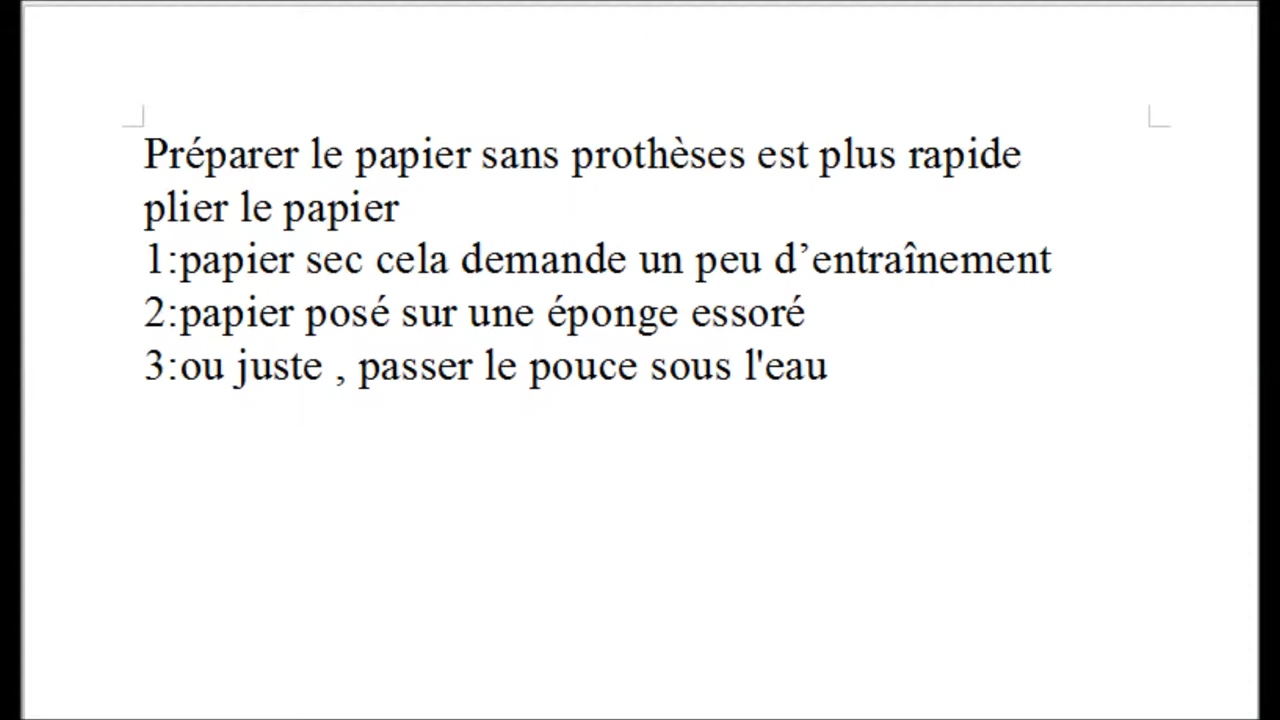 Préparer le papier sans prothèses est plus rapide
plier le papier
1:papier sec cela demande un peu d’entraînement
2:papier posé sur une éponge essoré
3:ou juste , passer le pouce sous l'eau